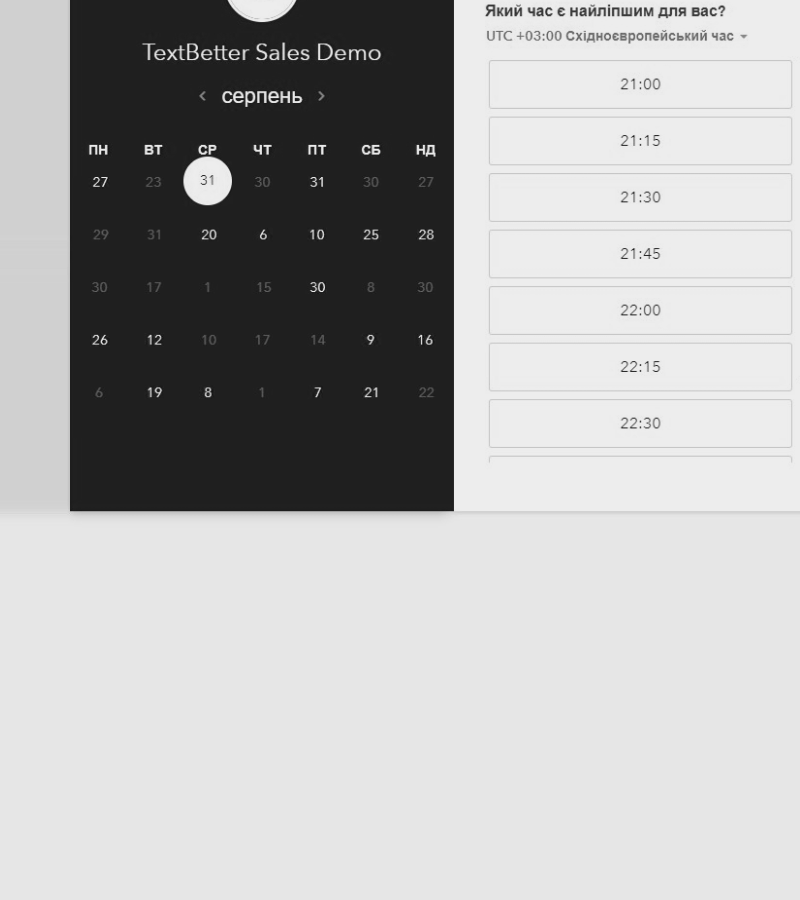 TextBetter Sales Demo
серпень
ПН ВТ СР ЧТ ПТ СБ НД
27 23 31 30 31 30 27
29 31 20 6 10 25 28
30 17 1 15 30 8 30
26 12 10 17 14 9 16
6 19 8 1 7 21 22
Який час є найліпшим для вас?
UTC +03:00 Східноєвропейський час
21:00
21:15
21:30
21:45
22:00
22:15
22:30